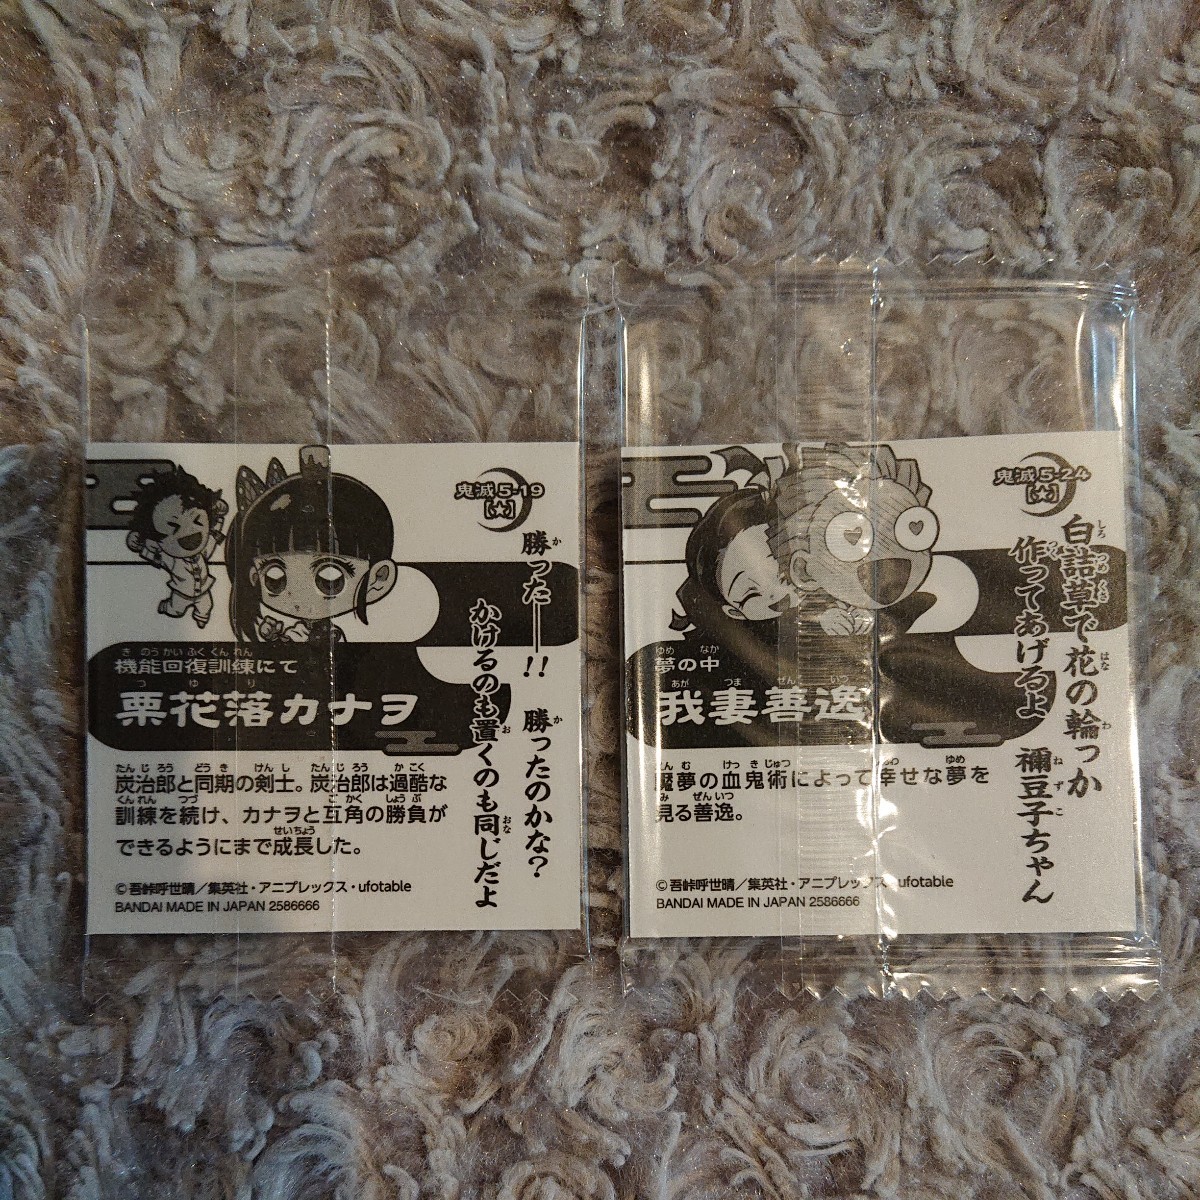 鬼滅5-19
[★]
勝った――!! 勝ったのかな?
かけるのも置くのも同じだよ
機能回復訓練にて
栗花落カナヲ
炭治郎と同期の剣士。炭治郎は過酷な
訓練を続け、カナヲと互角の勝負が
できるようにまで成長した。
©吾峠呼世晴/集英社・アニプレックス・ufotable
BANDAI MADE IN JAPAN 2586666
鬼滅5-24
[★]
白詰草で花の輪っか
作ってあげるよ 禰豆子ちゃん
夢の中
我妻善逸
魘夢の血鬼術によって幸せな夢を
見る善逸。
©吾峠呼世晴/集英社・アニプレックス・ufotable
BANDAI MADE IN JAPAN 2586666